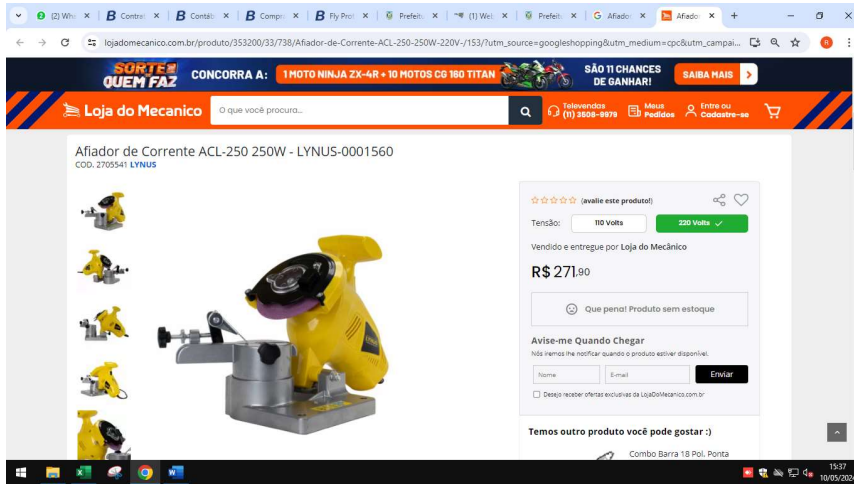 (2) Wh
Contrat
Contáb
Compr
Fly Prot
Prefeit
(1) Web
Prefeit
Afiador
Afiador
lojadomecanico.com.br/produto/353200/33/738/Afiador-de-Corrente-ACL-250-250W-220V-/153/?utm_source=googleshopping&utm_medium=cpc&utm_campai...
SORTE É QUEM FAZ
CONCORRA A:
1 MOTO NINJA ZX-4R + 10 MOTOS CG 160 TITAN
SÃO 11 CHANCES DE GANHAR!
SAIBA MAIS
Loja do Mecanico
O que você procura...
Televendas
(11) 3508-9979
Meus
Pedidos
Entre ou
Cadastre-se
Afiador de Corrente ACL-250 250W - LYNUS-0001560
COD. 2705541 LYNUS
(avalie este produto!)
Tensão:
110 Volts
220 Volts
Vendido e entregue por Loja do Mecânico
R$ 271,90
Que pena! Produto sem estoque
Avise-me Quando Chegar
Nós iremos lhe notificar quando o produto estiver disponível.
Nome
E-mail
Enviar
Desejo receber ofertas exclusivas da LojaDoMecanico.com.br
Temos outro produto você pode gostar :)
Combo Barra 18 Pol. Ponta
15:37
10/05/2024